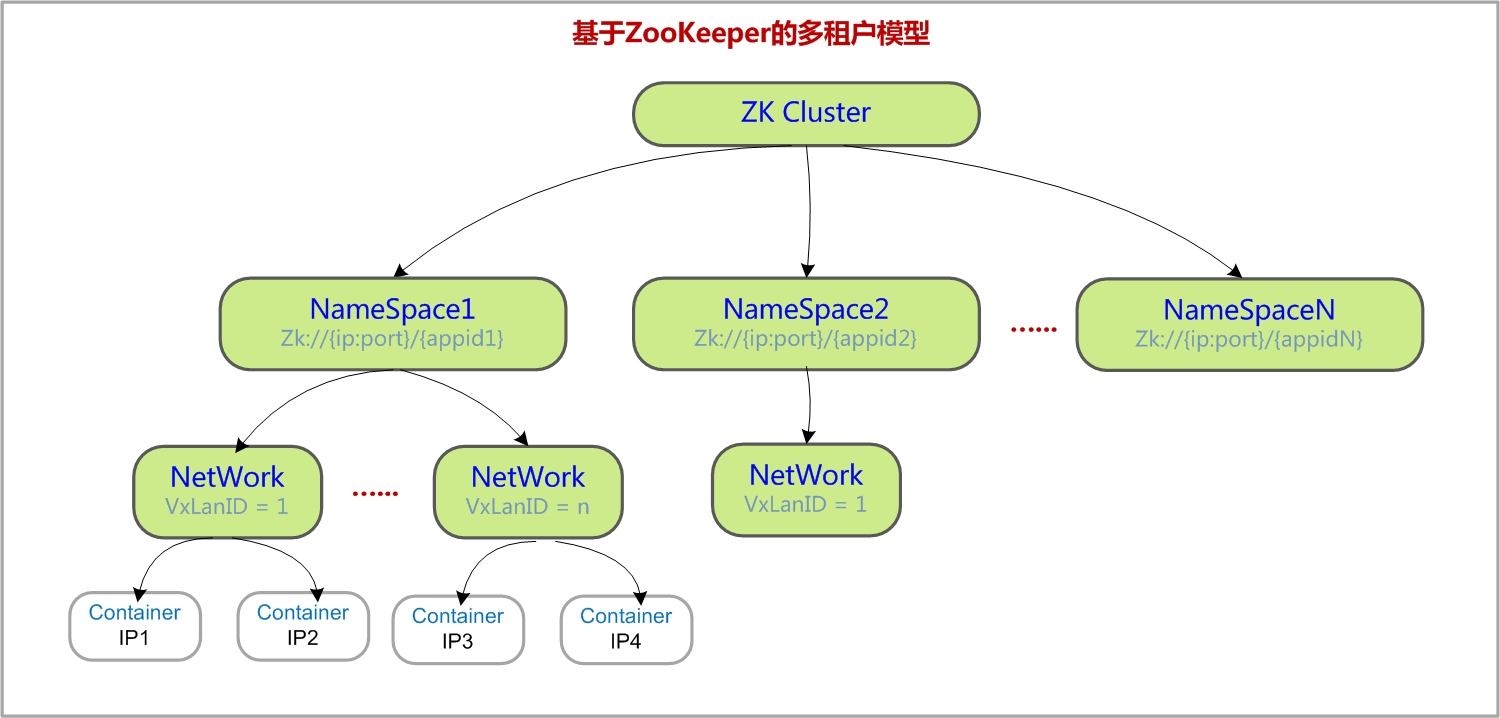 基于ZooKeeper的多租户模型
ZK Cluster
NameSpace1
Zk://{ip:port}/{appid1}
NameSpace2
Zk://{ip:port}/{appid2}
......
NameSpaceN
Zk://{ip:port}/{appidN}
NetWork
VxLanID = 1
......
NetWork
VxLanID = n
NetWork
VxLanID = 1
Container
IP1
Container
IP2
Container
IP3
Container
IP4